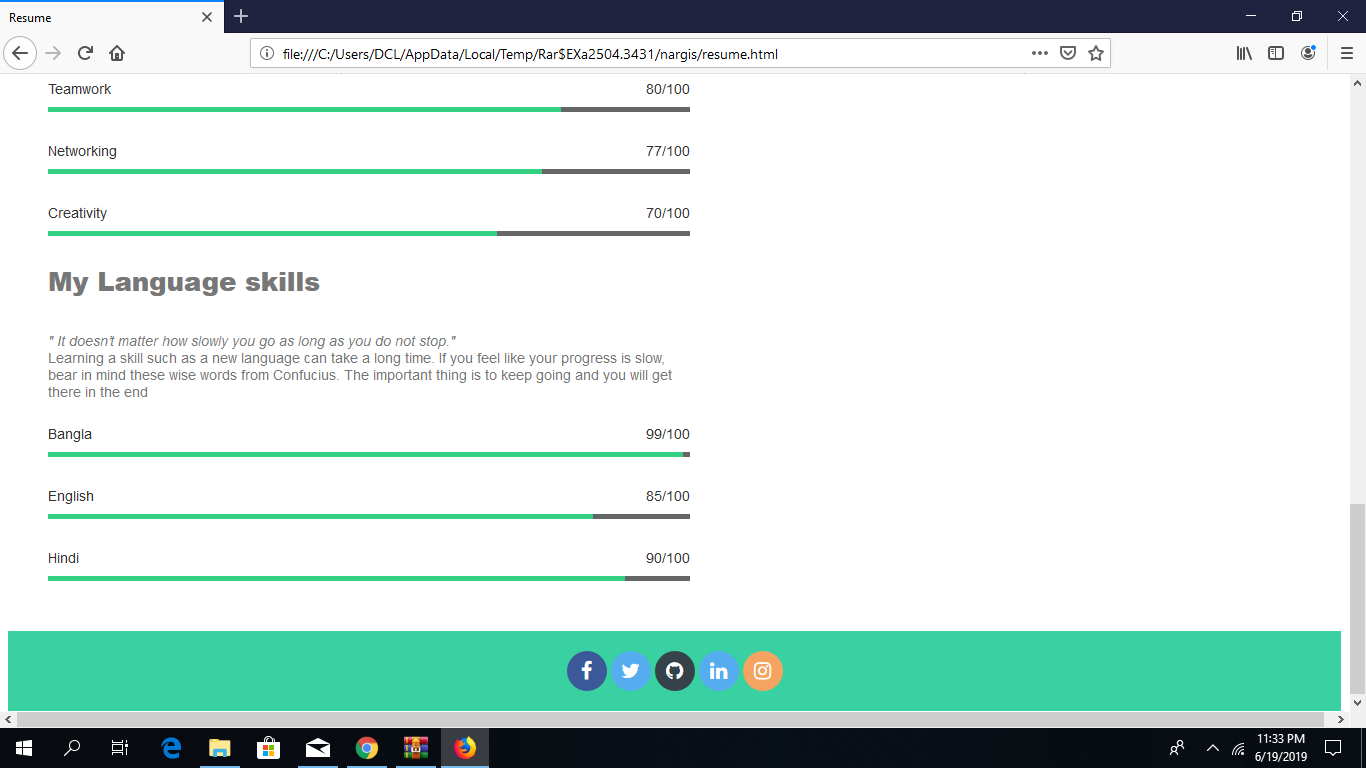 Resume
file:///C:/Users/DCL/AppData/Local/Temp/Rar$EXa2504.3431/nargis/resume.html
Teamwork 80/100
Networking 77/100
Creativity 70/100
My Language skills
" It doesn't matter how slowly you go as long as you do not stop."
Learning a skill such as a new language can take a long time. If you feel like your progress is slow,
bear in mind these wise words from Confucius. The important thing is to keep going and you will get
there in the end
Bangla 99/100
English 85/100
Hindi 90/100
11:33 PM
6/19/2019